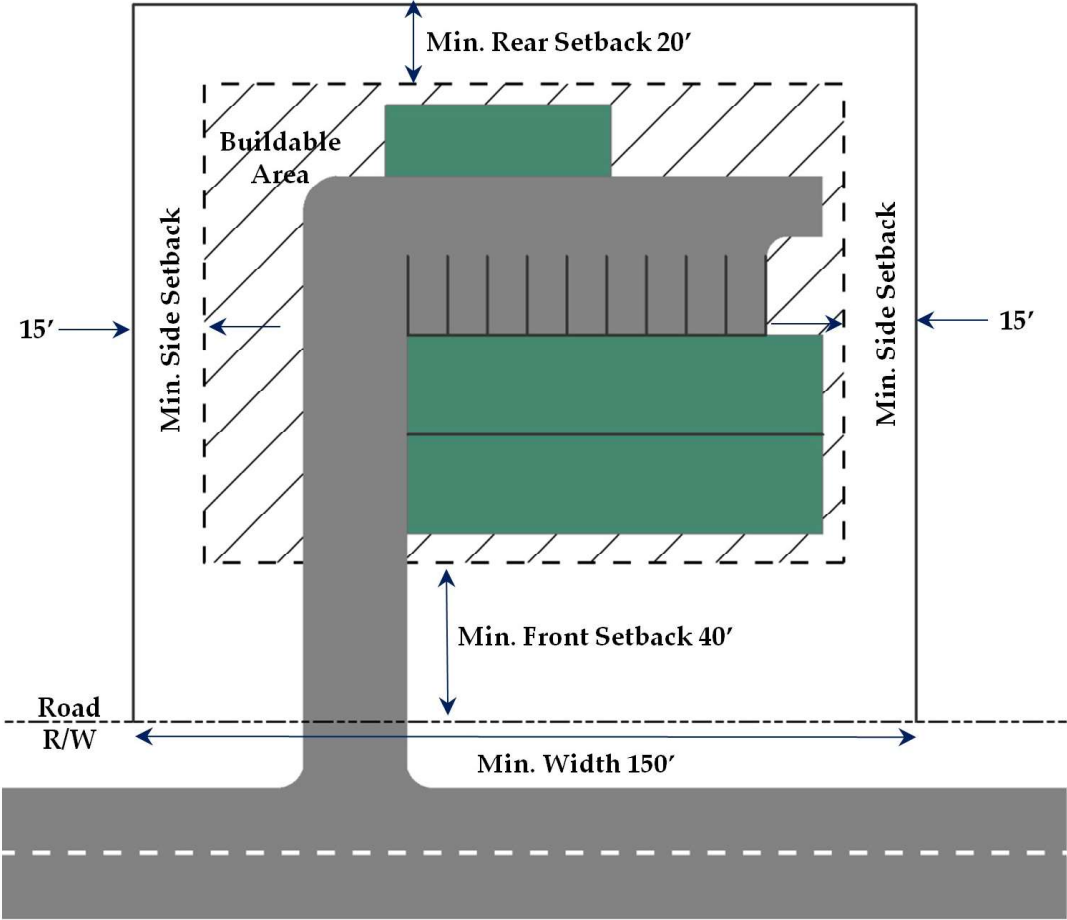 Min. Rear Setback 20’
Buildable
Area
Min. Side Setback
Min. Side Setback
15’
15’
Min. Front Setback 40’
Road
R/W
Min. Width 150’